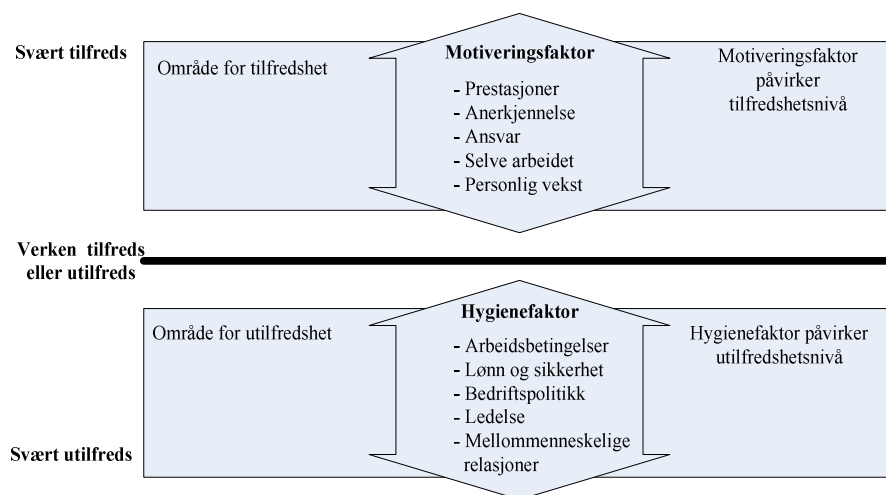 Svært tilfreds
Område for tilfredshet
Motiveringsfaktor
- Prestasjoner
- Anerkjennelse
- Ansvar
- Selve arbeidet
- Personlig vekst
Motiveringsfaktor
påvirker
tilfredshetsnivå
Verken tilfreds
eller utilfreds
Område for utilfredshet
Hygienefaktor
- Arbeidsbetingelser
- Lønn og sikkerhet
- Bedriftspolitikk
- Ledelse
- Mellommenneskelige
relasjoner
Hygienefaktor påvirker
utilfredshetsnivå
Svært utilfreds